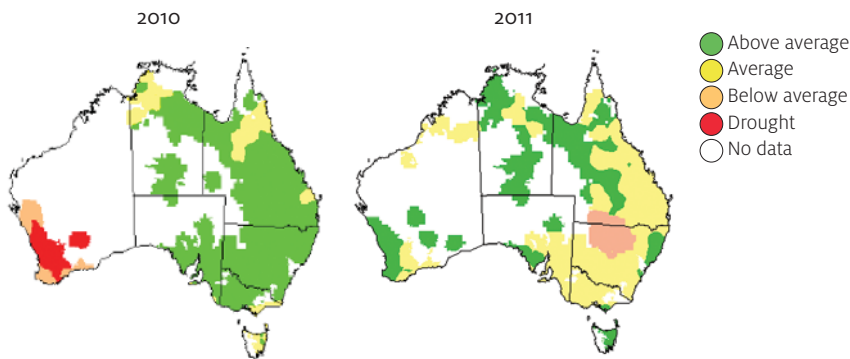 2010
2011
Above average
Average
Below average
Drought
No data